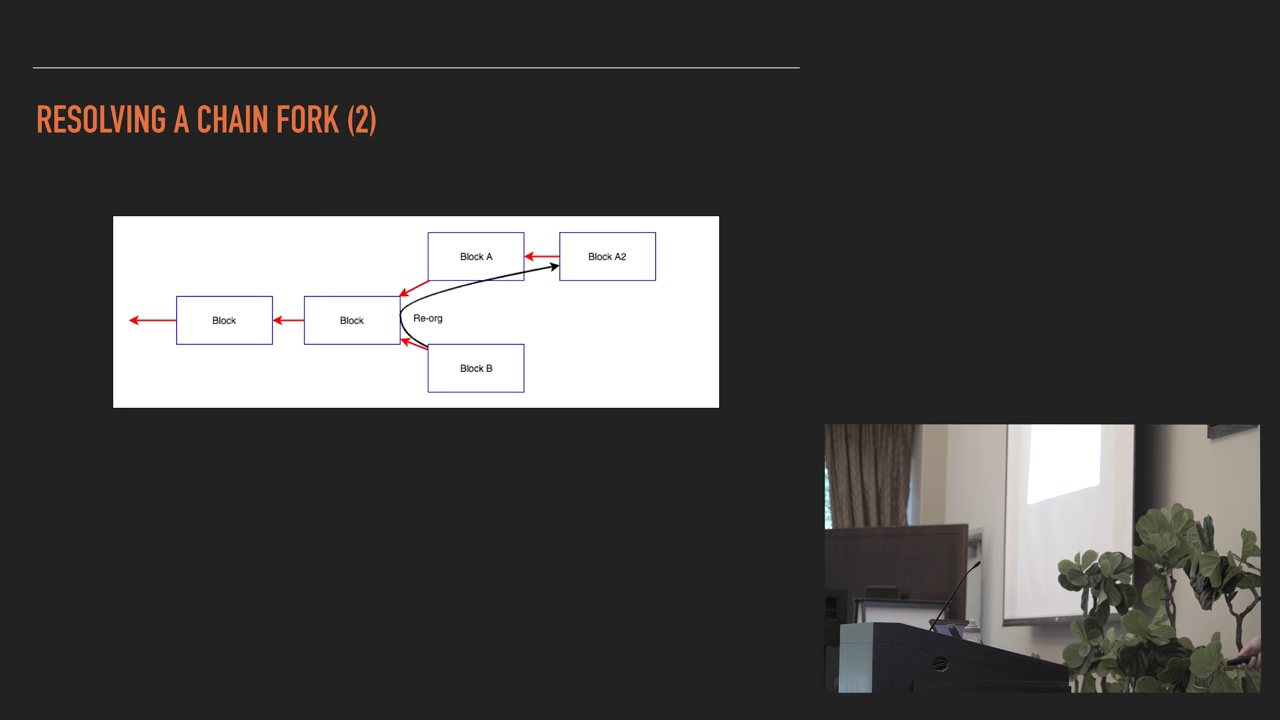 RESOLVING A CHAIN FORK (2)
Block A
Block A2
Block
Block
Re-org
Block B